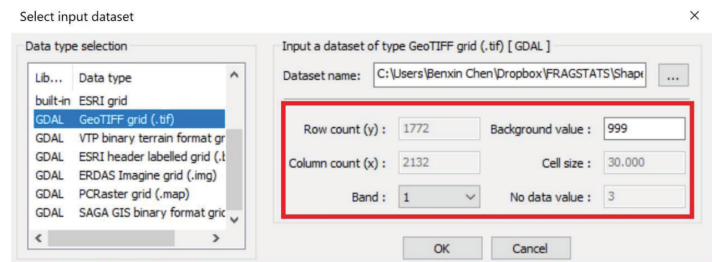 Select input dataset
Data type selection
Lib... Data type
built-in ESRI grid
GDAL GeoTIFF grid (.tif)
GDAL VTP binary terrain format gr
GDAL ESRI header labelled grid (.t
GDAL ERDAS Imagine grid (.img)
GDAL PCRaster grid (.map)
GDAL SAGA GIS binary format gric
Input a dataset of type GeoTIFF grid (.tif) [ GDAL ]
Dataset name: C:\Users\Benxin Chen\Dropbox\FRAGSTATS\Shape ...
Row count (y) : 1772 Background value : 999
Column count (x) : 2132 Cell size : 30.000
Band : 1 No data value : 3
OK Cancel